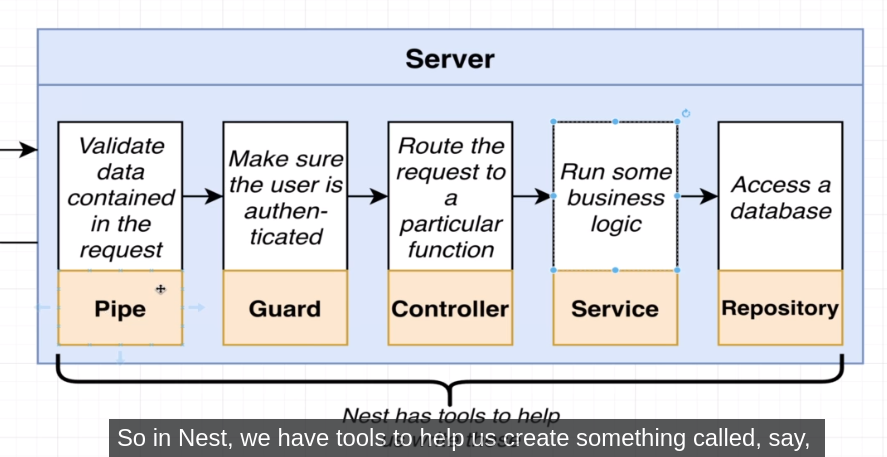 Server
Validate
data
contained
in the
request
Pipe
Make sure
the user is
authen-
ticated
Guard
Route the
request to
a
particular
function
Controller
Run some
business
logic
Service
Access a
database
Repository
Nest has tools to help
So in Nest, we have tools to help us create something called, say,